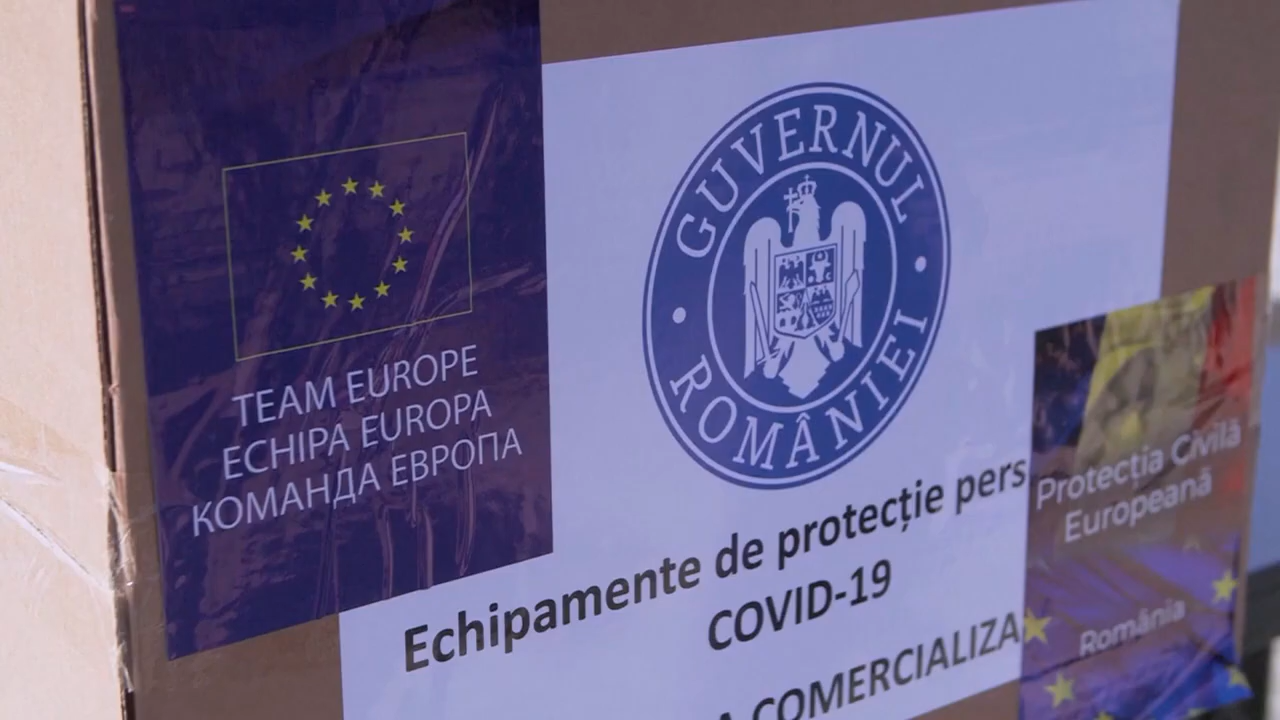 TEAM EUROPE
ECHIPA EUROPA
КОМАНДА ЕВРОПА
GUVERNUL
ROMÂNIEI
Echipamente de protecție pers
COVID-19
A COMERCIALIZA
Protecția Civilă
Europeană
România